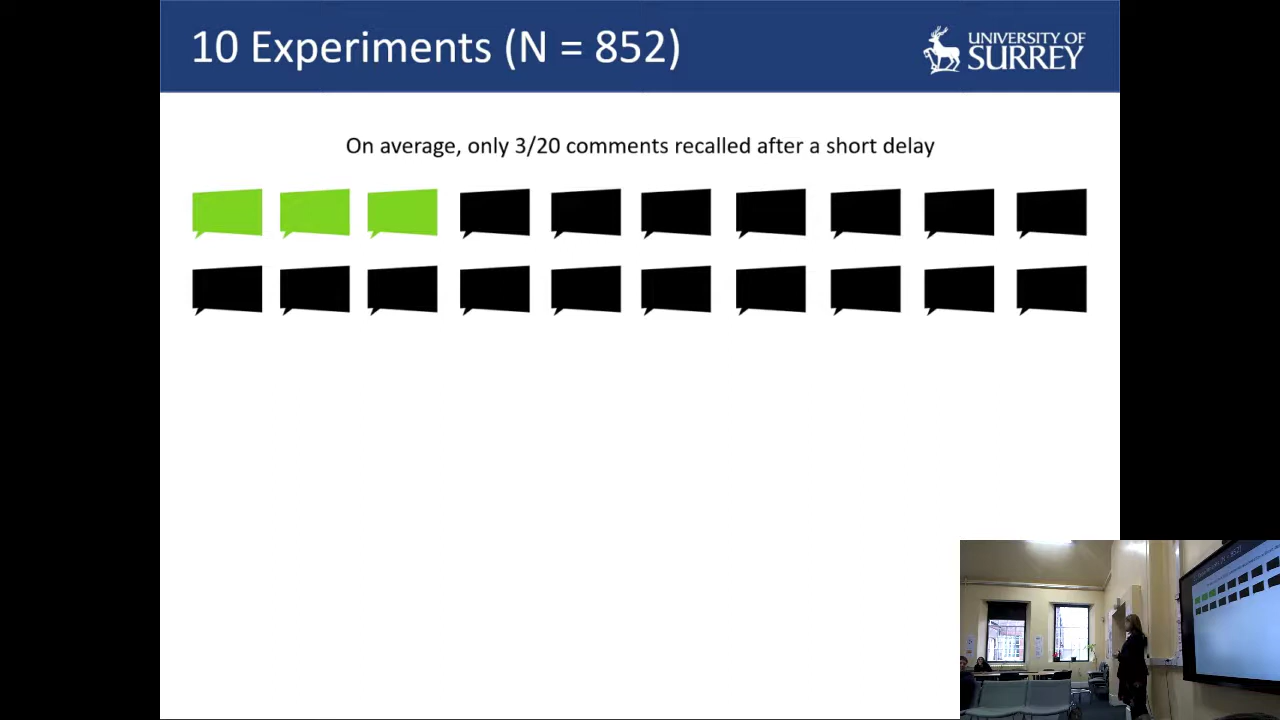 10 Experiments (N = 852)
UNIVERSITY OF
SURREY
On average, only 3/20 comments recalled after a short delay